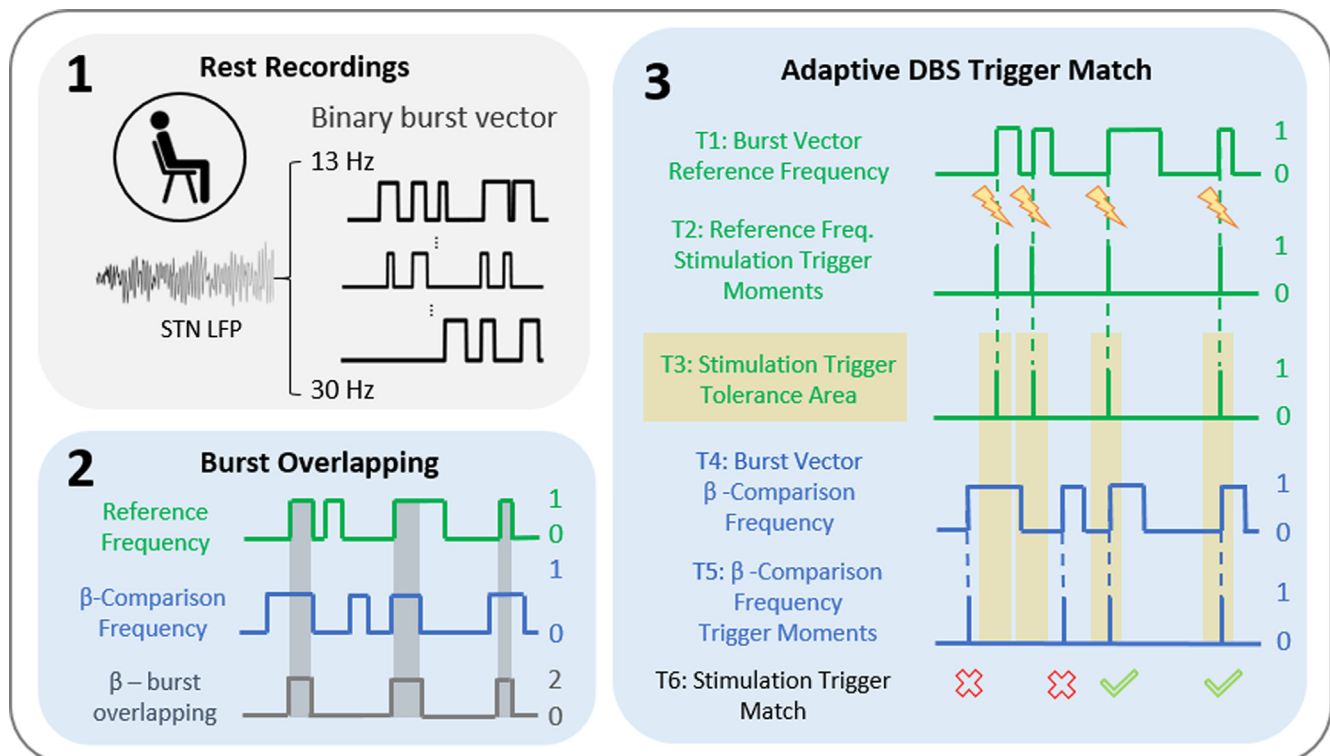 1
Rest Recordings
Binary burst vector
13 Hz
⋮
⋮
STN LFP
30 Hz
2
Burst Overlapping
Reference
Frequency
1
0
β-Comparison
Frequency
1
0
β – burst
overlapping
2
0
3
Adaptive DBS Trigger Match
T1: Burst Vector
Reference Frequency
1
0
T2: Reference Freq.
Stimulation Trigger
Moments
1
0
T3: Stimulation Trigger
Tolerance Area
1
0
T4: Burst Vector
β -Comparison
Frequency
1
0
T5: β -Comparison
Frequency
Trigger Moments
1
0
T6: Stimulation Trigger
Match